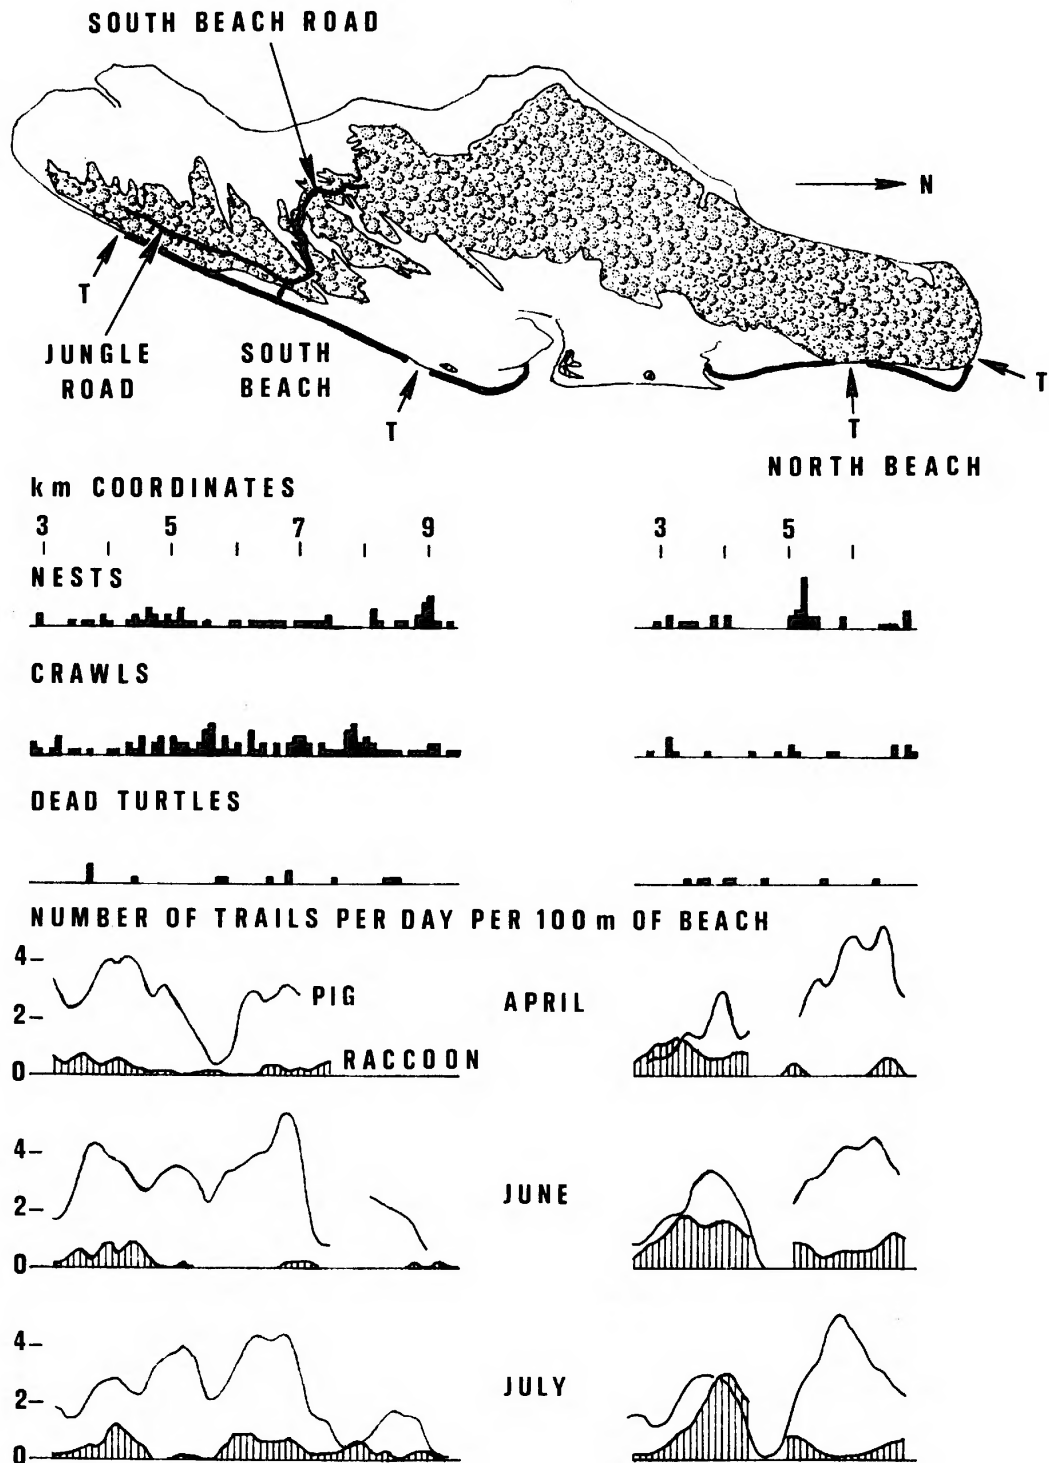 SOUTH BEACH ROAD
N
T
JUNGLE
ROAD
SOUTH
BEACH
T
T
T
NORTH BEACH
km COORDINATES
3 5 7 9 3 5
NESTS
CRAWLS
DEAD TURTLES
NUMBER OF TRAILS PER DAY PER 100 m OF BEACH
4
PIG APRIL
2
RACCOON
0
4
JUNE
2
0
4
JULY
2
0